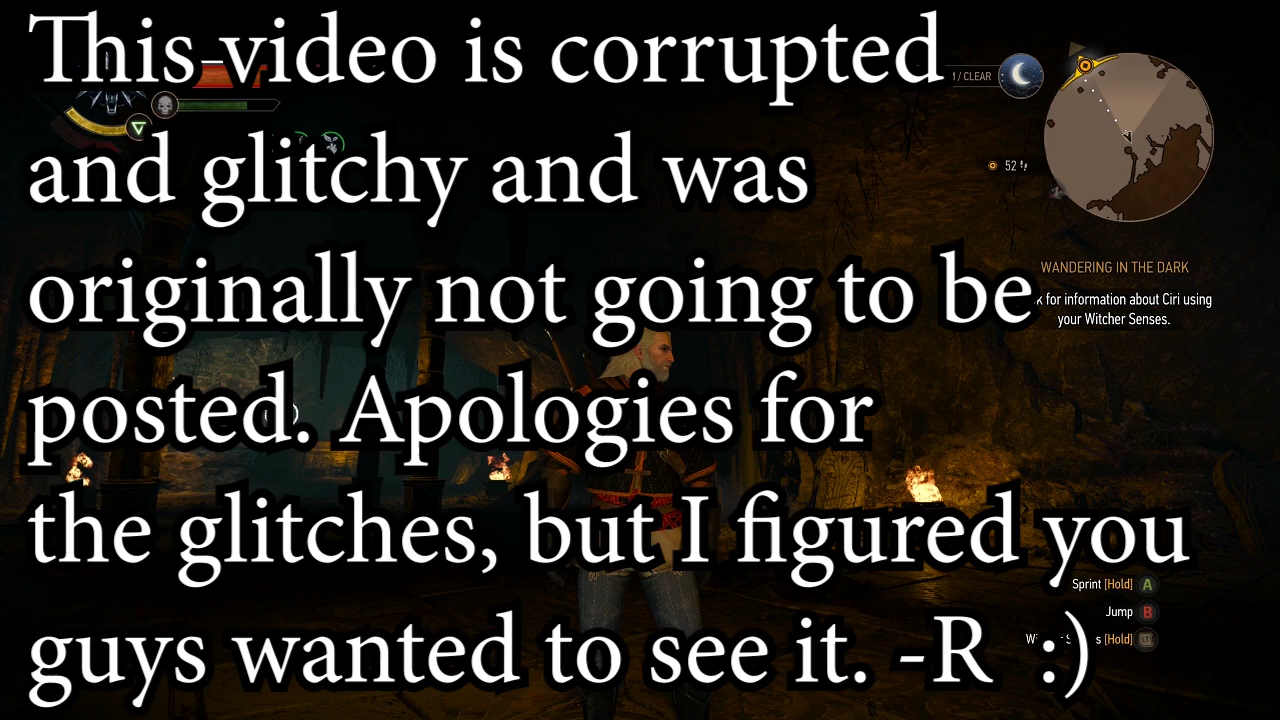 This video is corrupted
and glitchy and was
originally not going to be
posted. Apologies for
the glitches, but I figured you
guys wanted to see it. -R :)
/ CLEAR
52
WANDERING IN THE DARK
for information about Ciri using
your Witcher Senses.
Sprint [Hold] A
Jump B
[Hold] LT